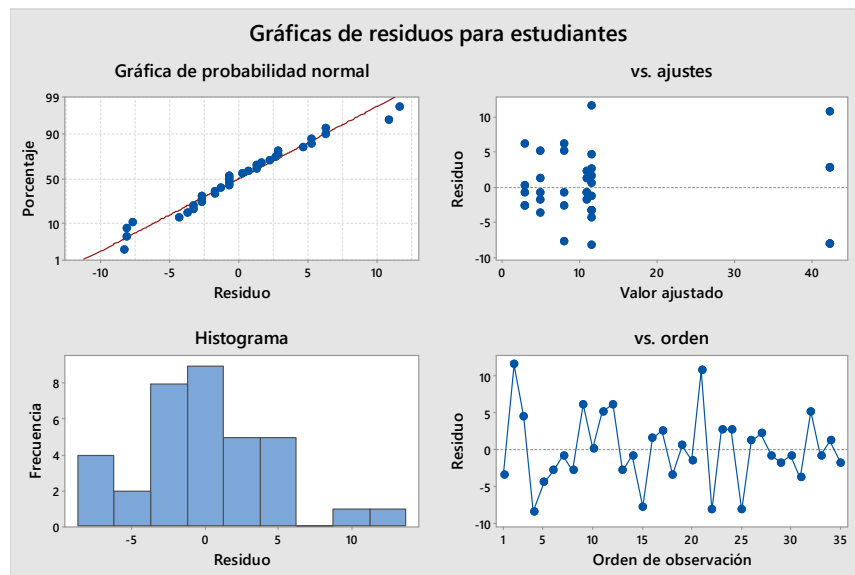 Gráficas de residuos para estudiantes
Gráfica de probabilidad normal
99
90
50
10
1
Porcentaje
-10 -5 0 5 10
Residuo
vs. ajustes
10
5
0
-5
-10
Residuo
0 10 20 30 40
Valor ajustado
Histograma
8
6
4
2
0
Frecuencia
-5 0 5 10
Residuo
vs. orden
10
5
0
-5
-10
Residuo
1 5 10 15 20 25 30 35
Orden de observación